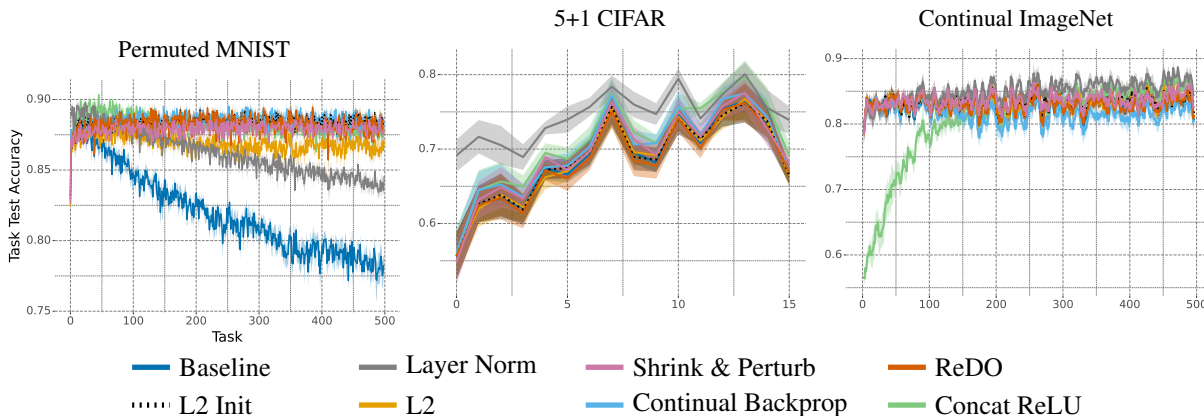 5+1 CIFAR
Continual ImageNet
Permuted MNIST
Task Test Accuracy
0.90
0.85
0.80
0.75
0 100 200 300 400 500
Task
0.8
0.7
0.6
0 5 10 15
0.9
0.8
0.7
0.6
0 100 200 300 400 500
Baseline Layer Norm Shrink & Perturb ReDO
L2 Init L2 Continual Backprop Concat ReLU